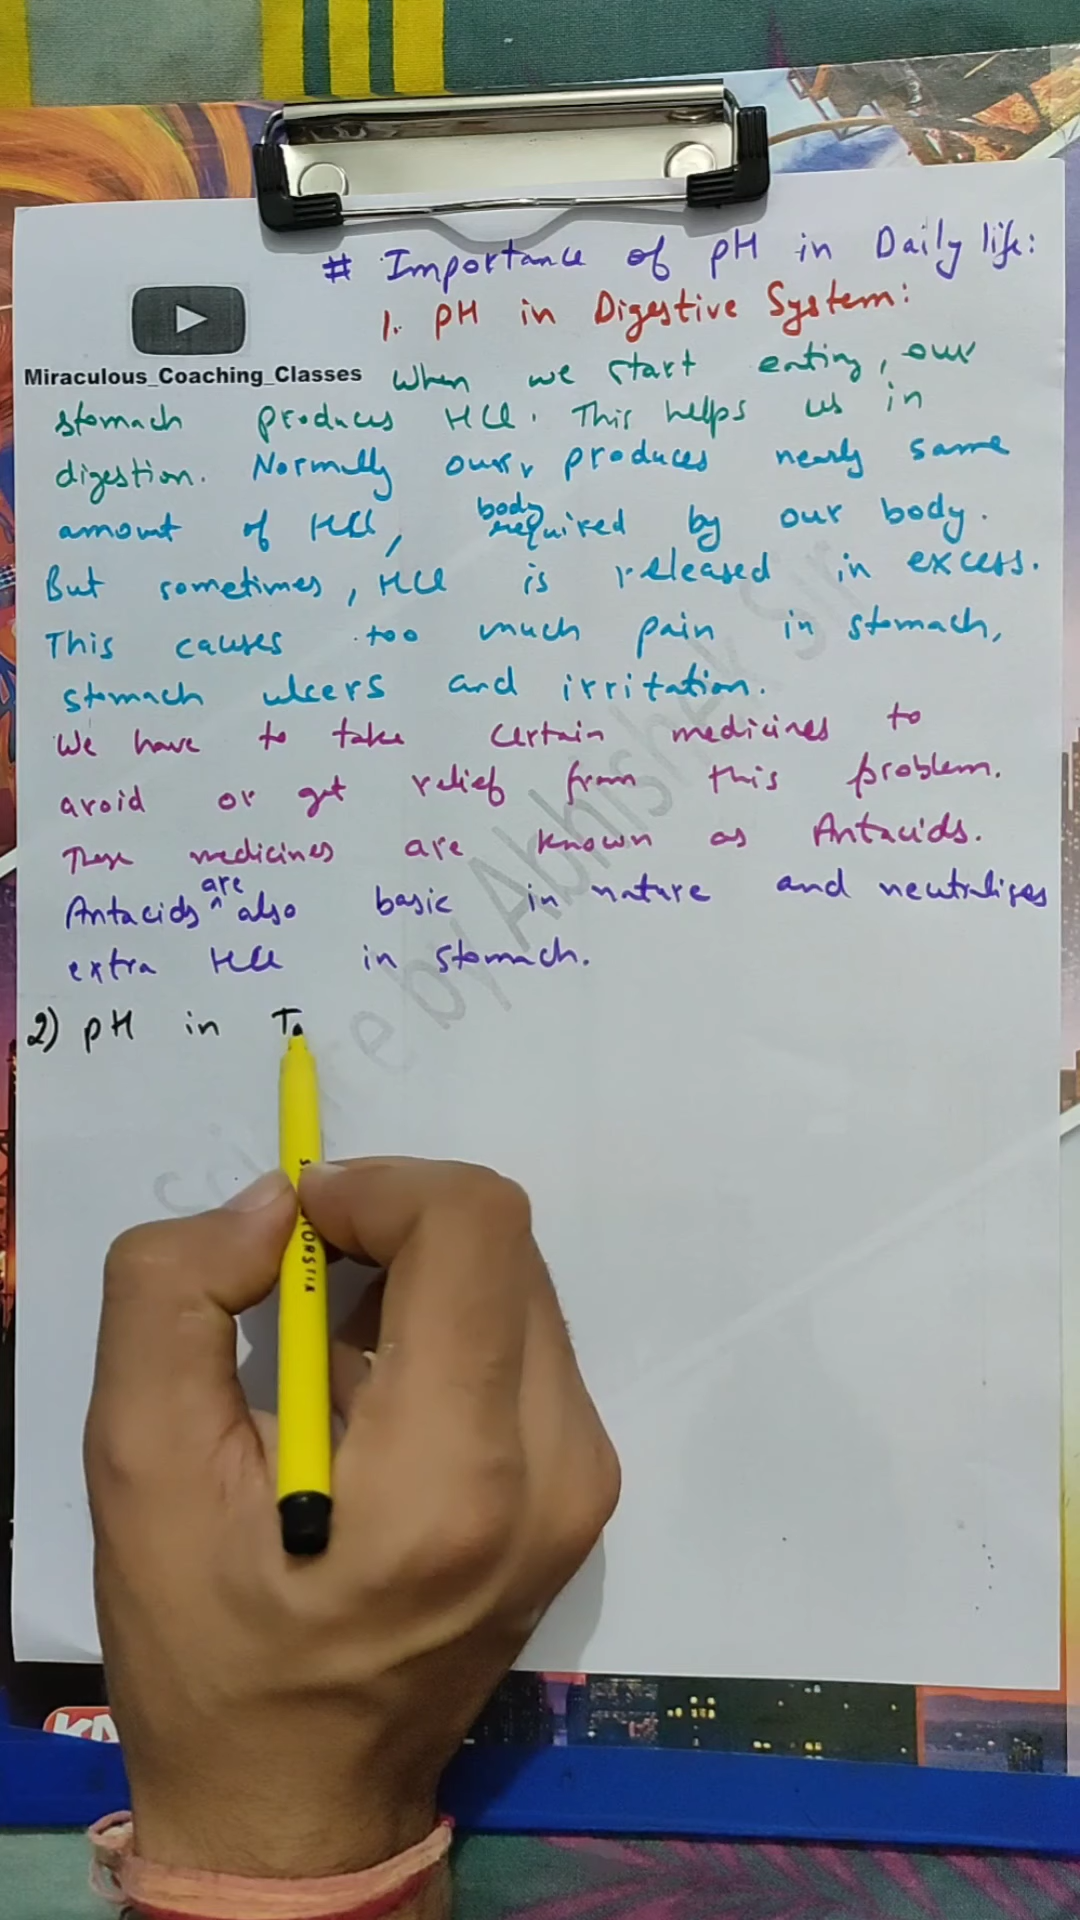 # Importance of pH in Daily life:
1. pH in Digestive System:
Miraculous_Coaching_Classes
When we start eating, our
stomach produces HCl. This helps us in
digestion. Normally our body produces nearly same
amount of HCl, required by our body.
But sometimes, HCl is released in excess.
This causes too much pain in stomach,
stomach ulcers and irritation.
We have to take certain medicines to
avoid or get relief from this problem.
These medicines are known as Antacids.
Antacids are also basic in nature and neutralises
extra HCl in stomach.
2) pH in T
Science by Abhishek Sir